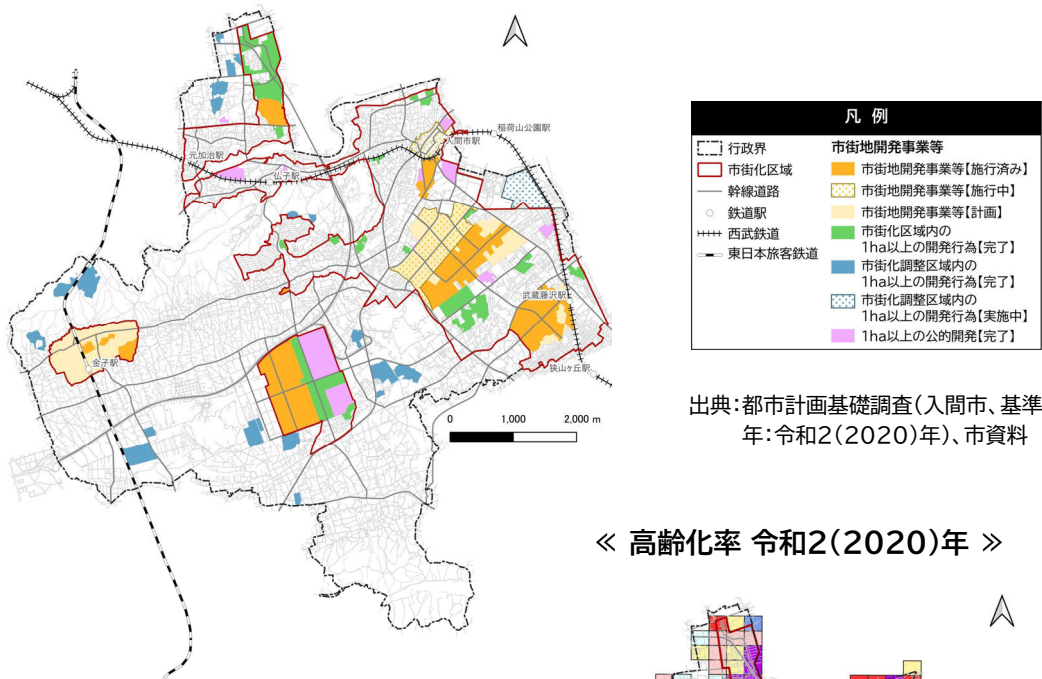 稲荷山公園駅
入間市駅
元加治駅
仏子駅
武蔵藤沢駅
金子駅
狭山ヶ丘駅
0 1,000 2,000 m
凡 例
行政界
市街化区域
幹線道路
鉄道駅
西武鉄道
東日本旅客鉄道
市街地開発事業等
市街地開発事業等【施行済み】
市街地開発事業等【施行中】
市街地開発事業等【計画】
市街化区域内の
1ha以上の開発行為【完了】
市街化調整区域内の
1ha以上の開発行為【完了】
市街化調整区域内の
1ha以上の開発行為【実施中】
1ha以上の公的開発【完了】
出典：都市計画基礎調査（入間市、基準
年：令和2（2020）年）、市資料
≪ 高齢化率 令和2（2020）年 ≫